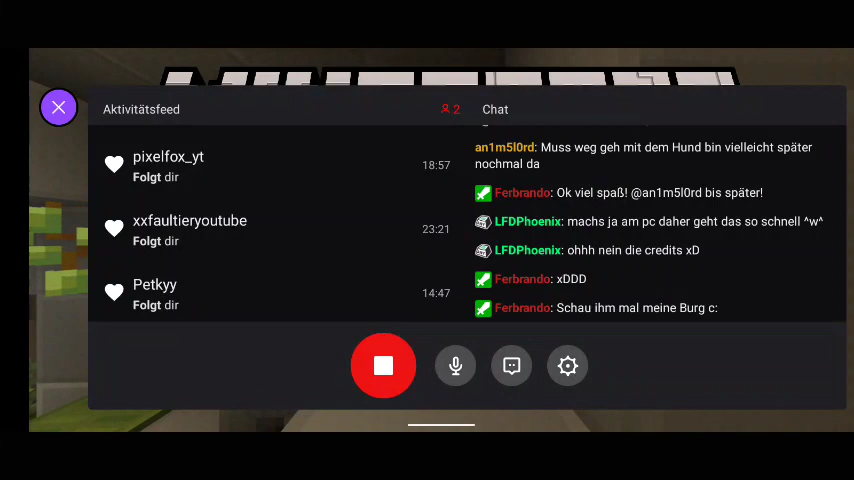 Aktivitätsfeed
2
Chat
pixelfox_yt
Folgt dir
18:57
xxfaultieryoutube
Folgt dir
23:21
Petkyy
Folgt dir
14:47
an1m5l0rd: Muss weg geh mit dem Hund bin vielleicht später
nochmal da
Ferbrando: Ok viel spaß! @an1m5l0rd bis später!
LFDPhoenix: machs ja am pc daher geht das so schnell ^w^
LFDPhoenix: ohhh nein die credits xD
Ferbrando: xDDD
Ferbrando: Schau ihm mal meine Burg c: